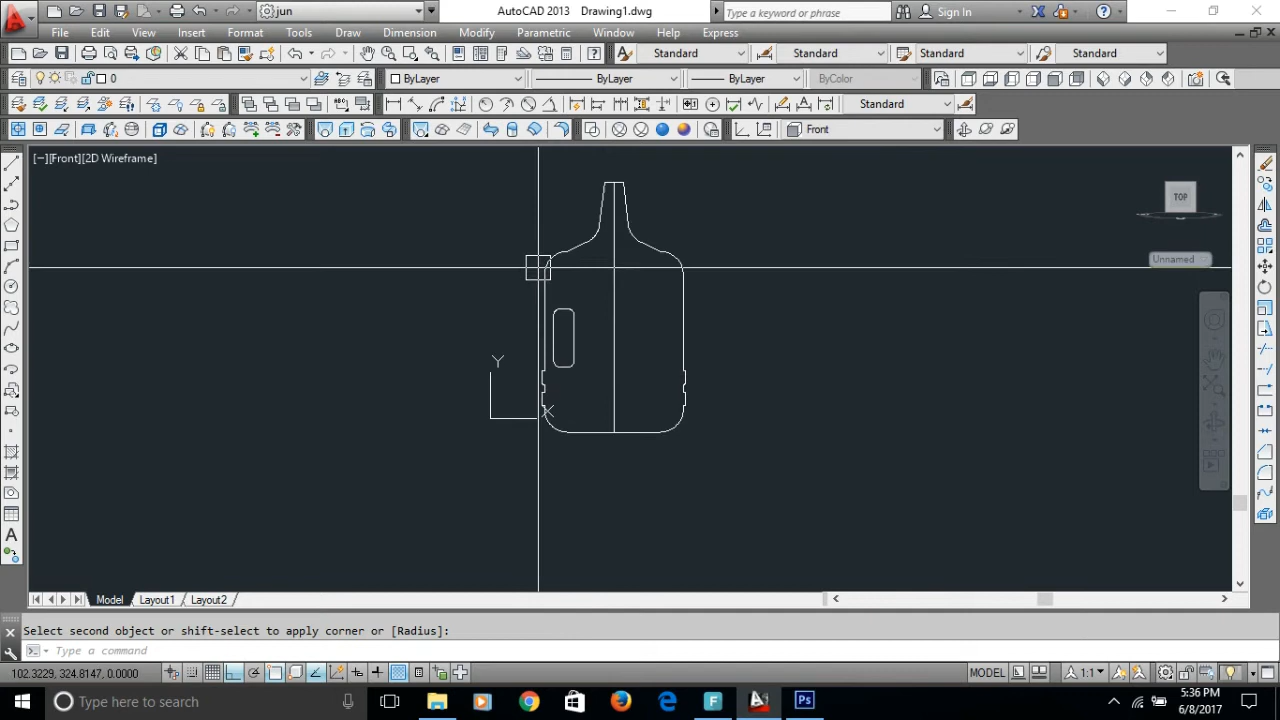 jun
AutoCAD 2013 Drawing1.dwg
Type a keyword or phrase
Sign In
File Edit View Insert Format Tools Draw Dimension Modify Parametric Window Help Express
Standard Standard Standard Standard
0 ByLayer ByLayer ByLayer ByColor
Standard
Front
[−][Front][2D Wireframe]
TOP
Unnamed
Y
X
Model Layout1 Layout2
Select second object or shift-select to apply corner or [Radius]:
Type a command
102.3229, 324.8147, 0.0000 MODEL 1:1
Type here to search
5:36 PM
6/8/2017